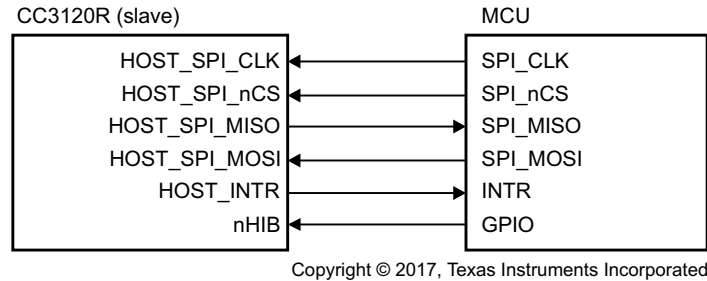 CC3120R (slave) MCU
HOST_SPI_CLK SPI_CLK
HOST_SPI_nCS SPI_nCS
HOST_SPI_MISO SPI_MISO
HOST_SPI_MOSI SPI_MOSI
HOST_INTR INTR
nHIB GPIO
Copyright © 2017, Texas Instruments Incorporated